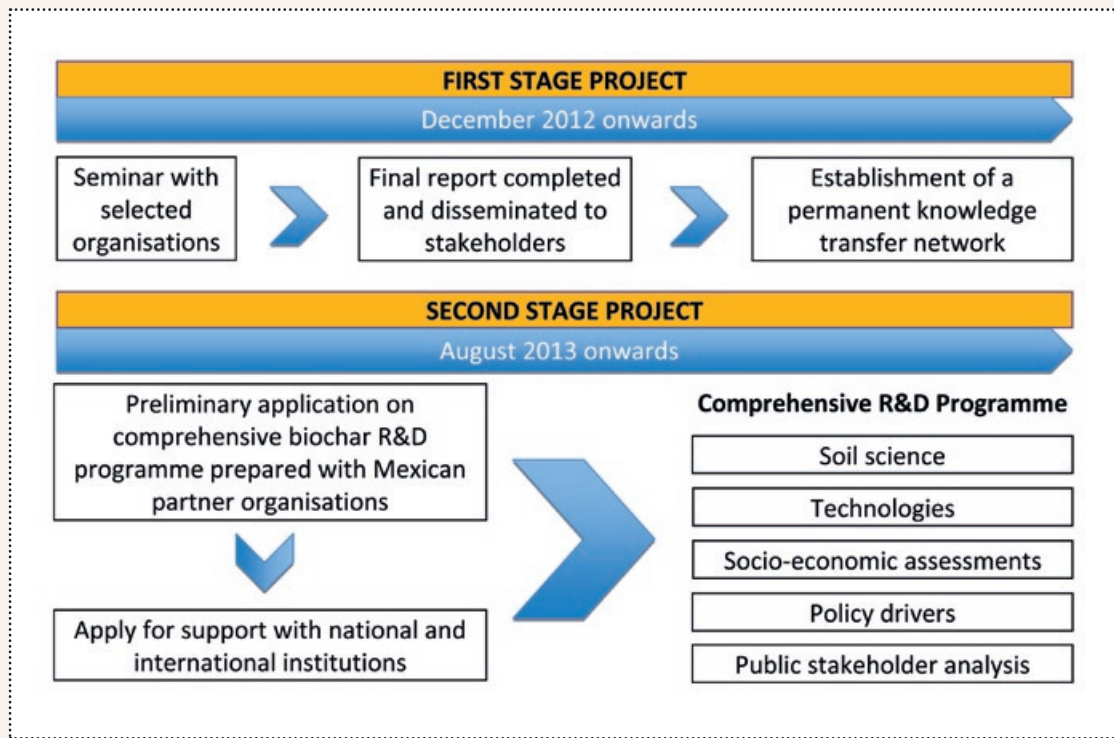 FIRST STAGE PROJECT
December 2012 onwards
Seminar with
selected
organisations
Final report completed
and disseminated to
stakeholders
Establishment of a
permanent knowledge
transfer network
SECOND STAGE PROJECT
August 2013 onwards
Preliminary application on
comprehensive biochar R&D
programme prepared with Mexican
partner organisations
Apply for support with national and
international institutions
Comprehensive R&D Programme
Soil science
Technologies
Socio-economic assessments
Policy drivers
Public stakeholder analysis